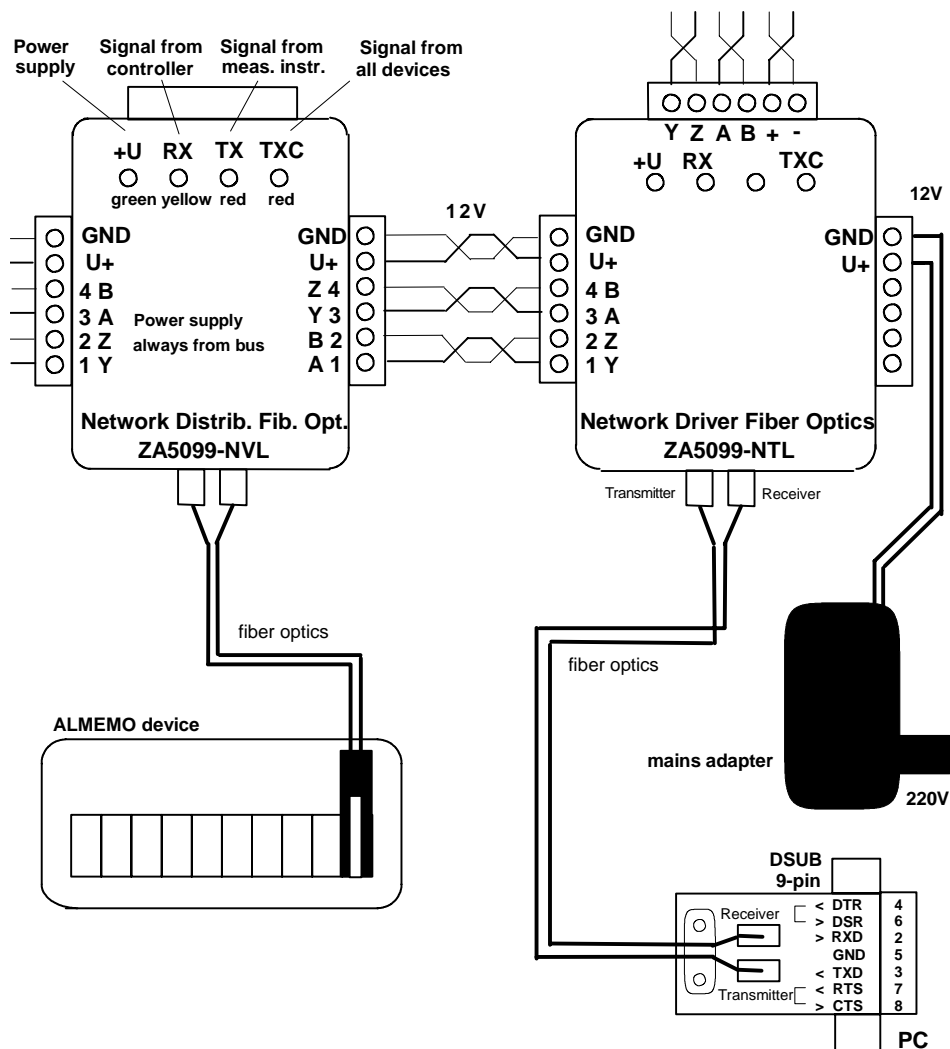 Power supply
Signal from controller
Signal from meas. instr.
Signal from all devices
+U RX TX TXC
green yellow red red
GND
U+
4 B
3 A
2 Z
1 Y
Power supply
always from bus
GND
U+
Z 4
Y 3
B 2
A 1
Network Distrib. Fib. Opt.
ZA5099-NVL
12V
Y Z A B + -
+U RX TXC
GND
U+
4 B
3 A
2 Z
1 Y
GND
U+
12V
Network Driver Fiber Optics
ZA5099-NTL
Transmitter
Receiver
fiber optics
fiber optics
ALMEMO device
mains adapter
220V
DSUB
9-pin
Receiver
Transmitter
< DTR 4
> DSR 6
> RXD 2
GND 5
< TXD 3
< RTS 7
> CTS 8
PC